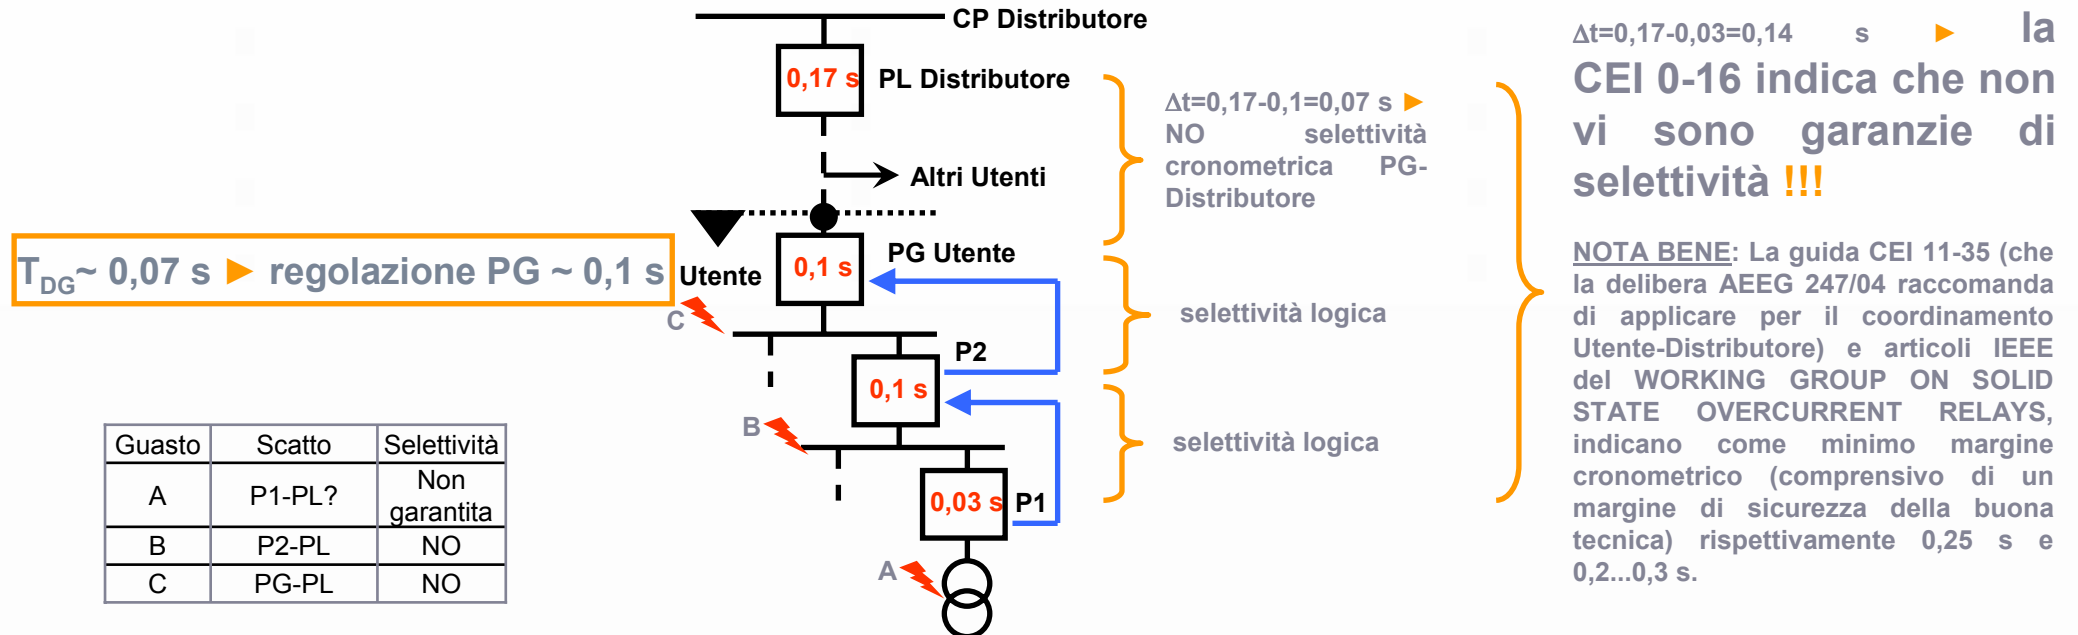 CP Distributore
0,17 s
PL Distributore
Altri Utenti
PG Utente
0,1 s
Utente
T_DG~ 0,07 s ► regolazione PG ~ 0,1 s
C
P2
0,1 s
B
0,03 s
P1
A
Δt=0,17-0,1=0,07 s ►
NO selettività
cronometrica PG-
Distributore
selettività logica
selettività logica
Δt=0,17-0,03=0,14 s ► la
CEI 0-16 indica che non
vi sono garanzie di
selettività !!!
NOTA BENE: La guida CEI 11-35 (che
la delibera AEEG 247/04 raccomanda
di applicare per il coordinamento
Utente-Distributore) e articoli IEEE
del WORKING GROUP ON SOLID
STATE OVERCURRENT RELAYS,
indicano come minimo margine
cronometrico (comprensivo di un
margine di sicurezza della buona
tecnica) rispettivamente 0,25 s e
0,2...0,3 s.
Guasto Scatto Selettività
A P1-PL? Non
garantita
B P2-PL NO
C PG-PL NO